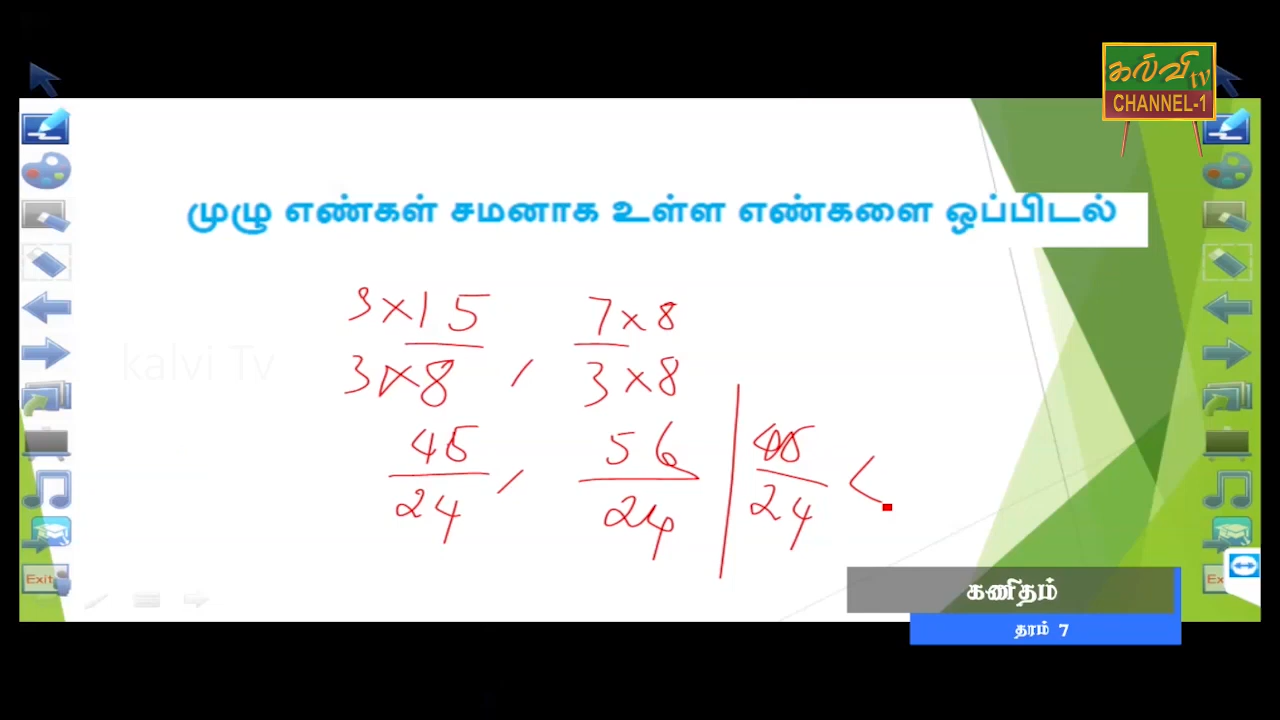 கல்வி tv
CHANNEL-1
முழு எண்கள் சமனாக உள்ள எண்களை ஒப்பிடல்
3×15 7×8
3×8 , 3×8
45 56 45
24 , 24 24 <
kalvi Tv
Exit
கணிதம்
தரம் 7